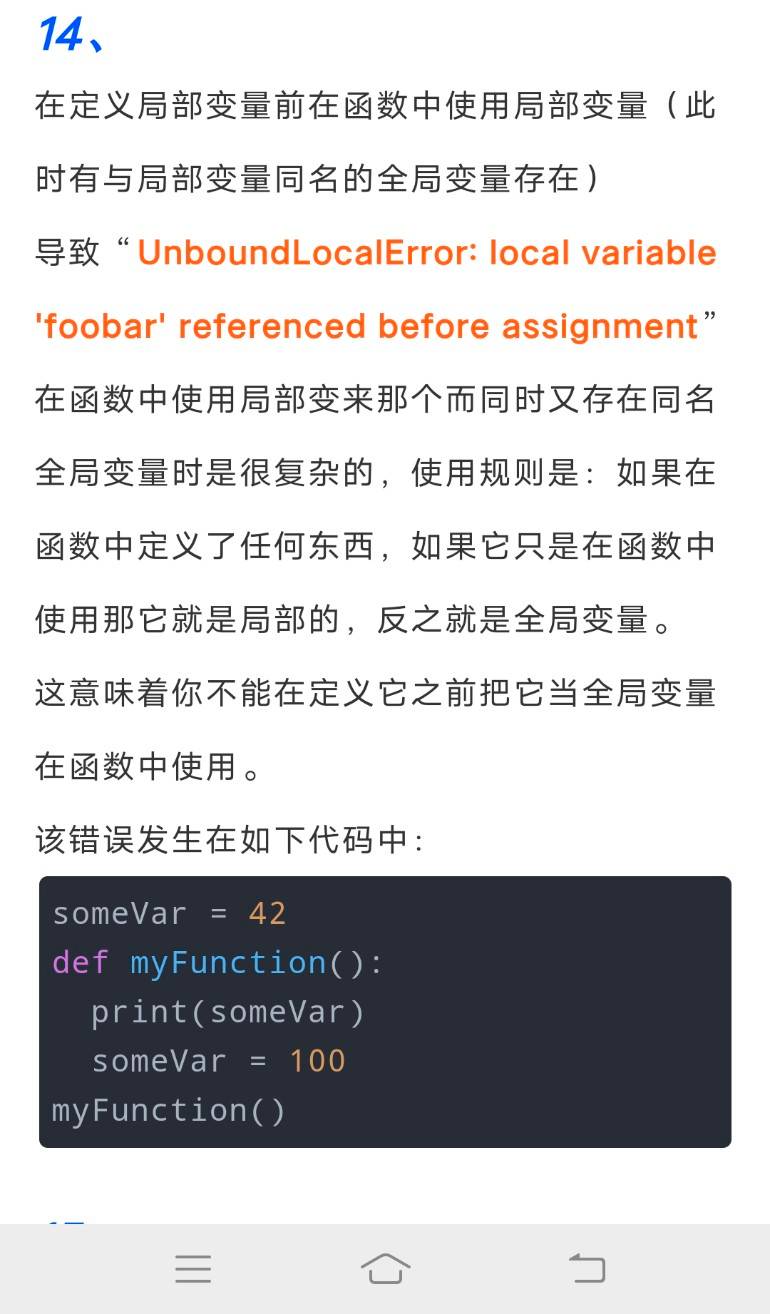 14、
在定义局部变量前在函数中使用局部变量（此
时有与局部变量同名的全局变量存在）
导致“UnboundLocalError: local variable
'foobar' referenced before assignment”
在函数中使用局部变来那个而同时又存在同名
全局变量时是很复杂的，使用规则是：如果在
函数中定义了任何东西，如果它只是在函数中
使用那它就是局部的，反之就是全局变量。
这意味着你不能在定义它之前把它当全局变量
在函数中使用。
该错误发生在如下代码中：
someVar = 42
def myFunction():
  print(someVar)
  someVar = 100
myFunction()